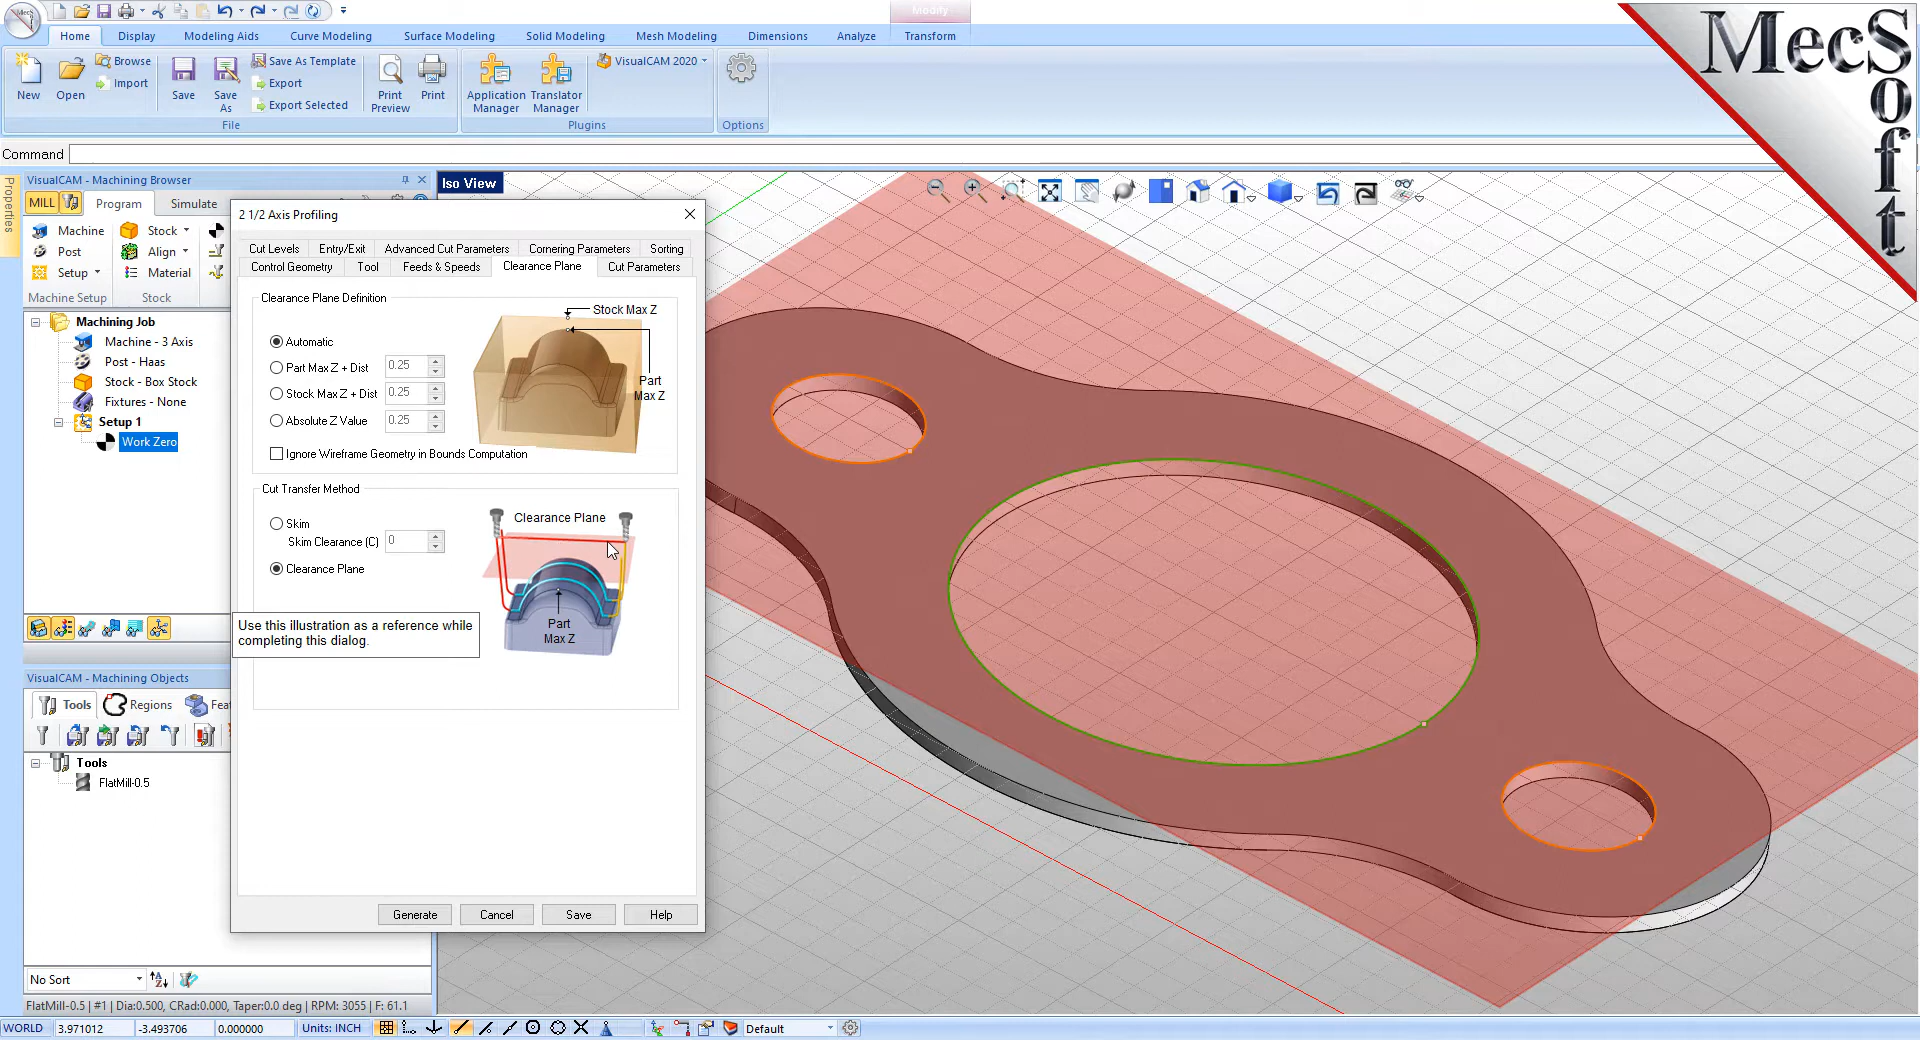 Modify
Home
Display
Modeling Aids
Curve Modeling
Surface Modeling
Solid Modeling
Mesh Modeling
Dimensions
Analyze
Transform
MecSoft
New
Open
Browse
Import
Save
Save As
Save As Template
Export
Export Selected
Print Preview
Print
Application Manager
Translator Manager
VisualCAM 2020
File
Plugins
Options
Command
Properties
VisualCAM - Machining Browser
MILL
Program
Simulate
Machine
Stock
Post
Align
Setup
Material
Machine Setup
Stock
Machining Job
Machine - 3 Axis
Post - Haas
Stock - Box Stock
Fixtures - None
Setup 1
Work Zero
Iso View
2 1/2 Axis Profiling
Cut Levels
Entry/Exit
Advanced Cut Parameters
Cornering Parameters
Sorting
Control Geometry
Tool
Feeds & Speeds
Clearance Plane
Cut Parameters
Clearance Plane Definition
Automatic
Part Max Z + Dist
0.25
Stock Max Z + Dist
0.25
Absolute Z Value
0.25
Ignore Wireframe Geometry in Bounds Computation
Stock Max Z
Part
Max Z
Cut Transfer Method
Skim
Skim Clearance (C)
0
Clearance Plane
Clearance Plane
Part
Max Z
Use this illustration as a reference while
completing this dialog.
Generate
Cancel
Save
Help
VisualCAM - Machining Objects
Tools
Regions
Feat
Tools
FlatMill-0.5
No Sort
FlatMill-0.5 | #1 | Dia:0.500, CRad:0.000, Taper:0.0 deg | RPM: 3055 | F: 61.1
WORLD
3.971012
-3.493706
0.000000
Units: INCH
Default